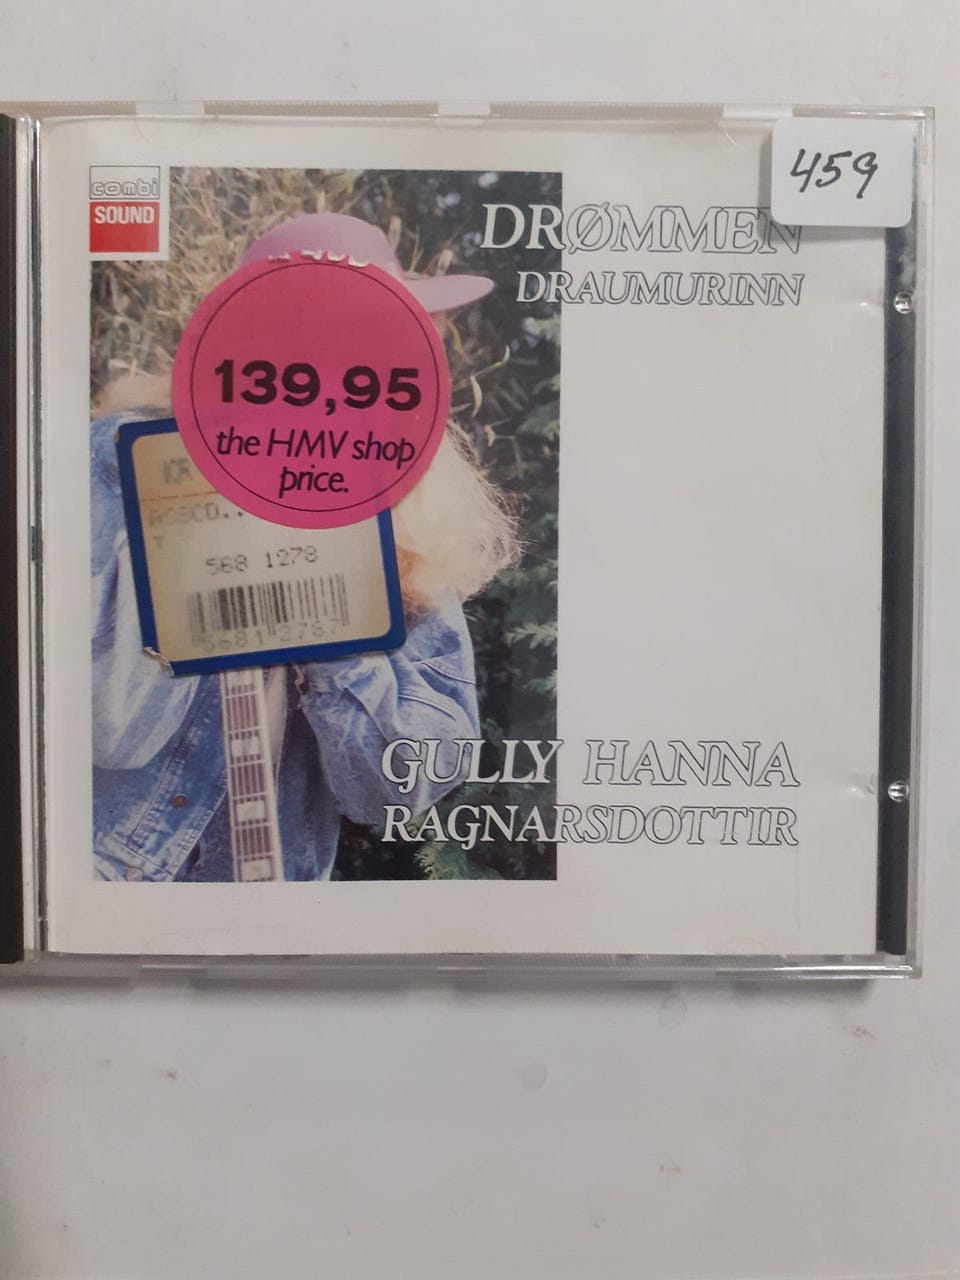 459
combi
SOUND
DRØMMEN
DRAUMURINN
139,95
the HMV shop
price.
568 1278
GULLY HANNA
RAGNARSDOTTIR